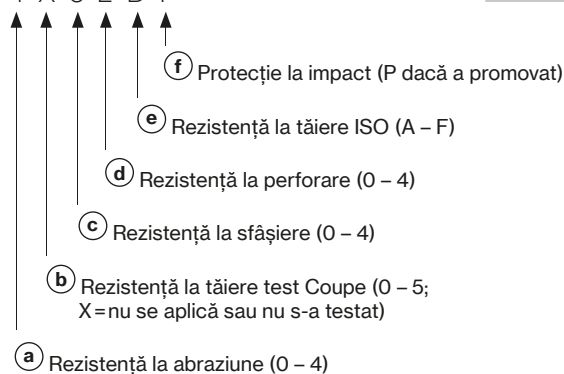 f Protecție la impact (P dacă a promovat)
e Rezistență la tăiere ISO (A – F)
d Rezistență la perforare (0 – 4)
c Rezistență la sfâșiere (0 – 4)
b Rezistență la tăiere test Coupe (0 – 5;
X=nu se aplică sau nu s-a testat)
a Rezistență la abraziune (0 – 4)